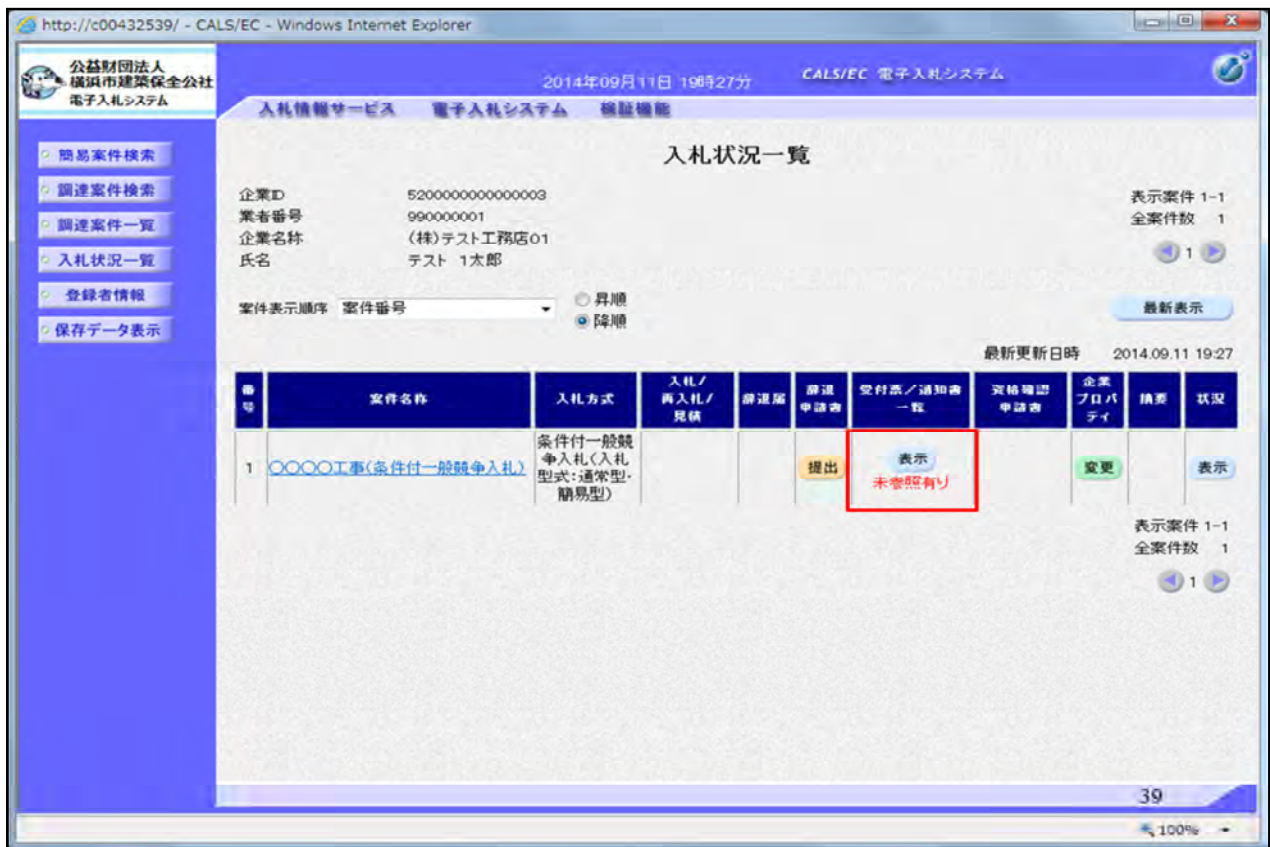 http://c00432539/ - CALS/EC - Windows Internet Explorer
公益財団法人
横浜市建築保全公社
電子入札システム
2014年09月11日 19時27分
CALS/EC 電子入札システム
入札情報サービス 電子入札システム 検証機能
簡易案件検索
調達案件検索
調達案件一覧
入札状況一覧
登録者情報
保存データ表示
入札状況一覧
企業ID 5200000000000003
業者番号 990000001
企業名称 (株)テスト工務店01
氏名 テスト 1太郎
表示案件 1-1
全案件数 1
1
案件表示順序 案件番号
昇順
降順
最新表示
最新更新日時 2014.09.11 19:27
番号 案件名称 入札方式 入札/再入札/見積 辞退届 辞退申請書 受付票/通知書一覧 資格確認申請書 企業プロパティ 摘要 状況
1 〇〇〇〇工事(条件付一般競争入札) 条件付一般競争入札(入札型式:通常型・簡易型) 提出 表示 未参照有り 変更 表示
表示案件 1-1
全案件数 1
1
39
100%